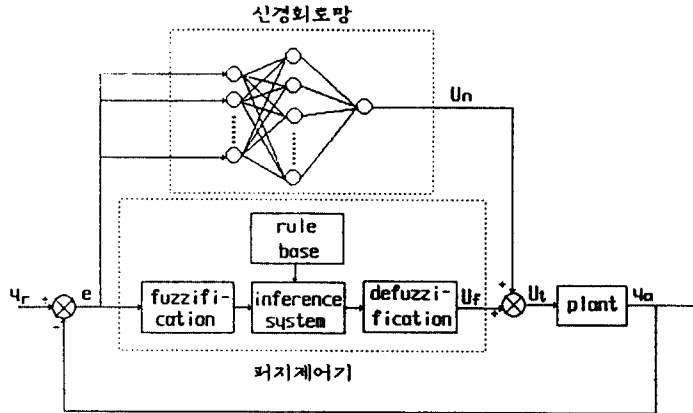 신경회로망
Un
rule
base
yr
+
-
e
fuzzifi-
cation
inference
system
defuzzi-
fication
Uf
+
+
Ut
plant
ya
퍼지제어기